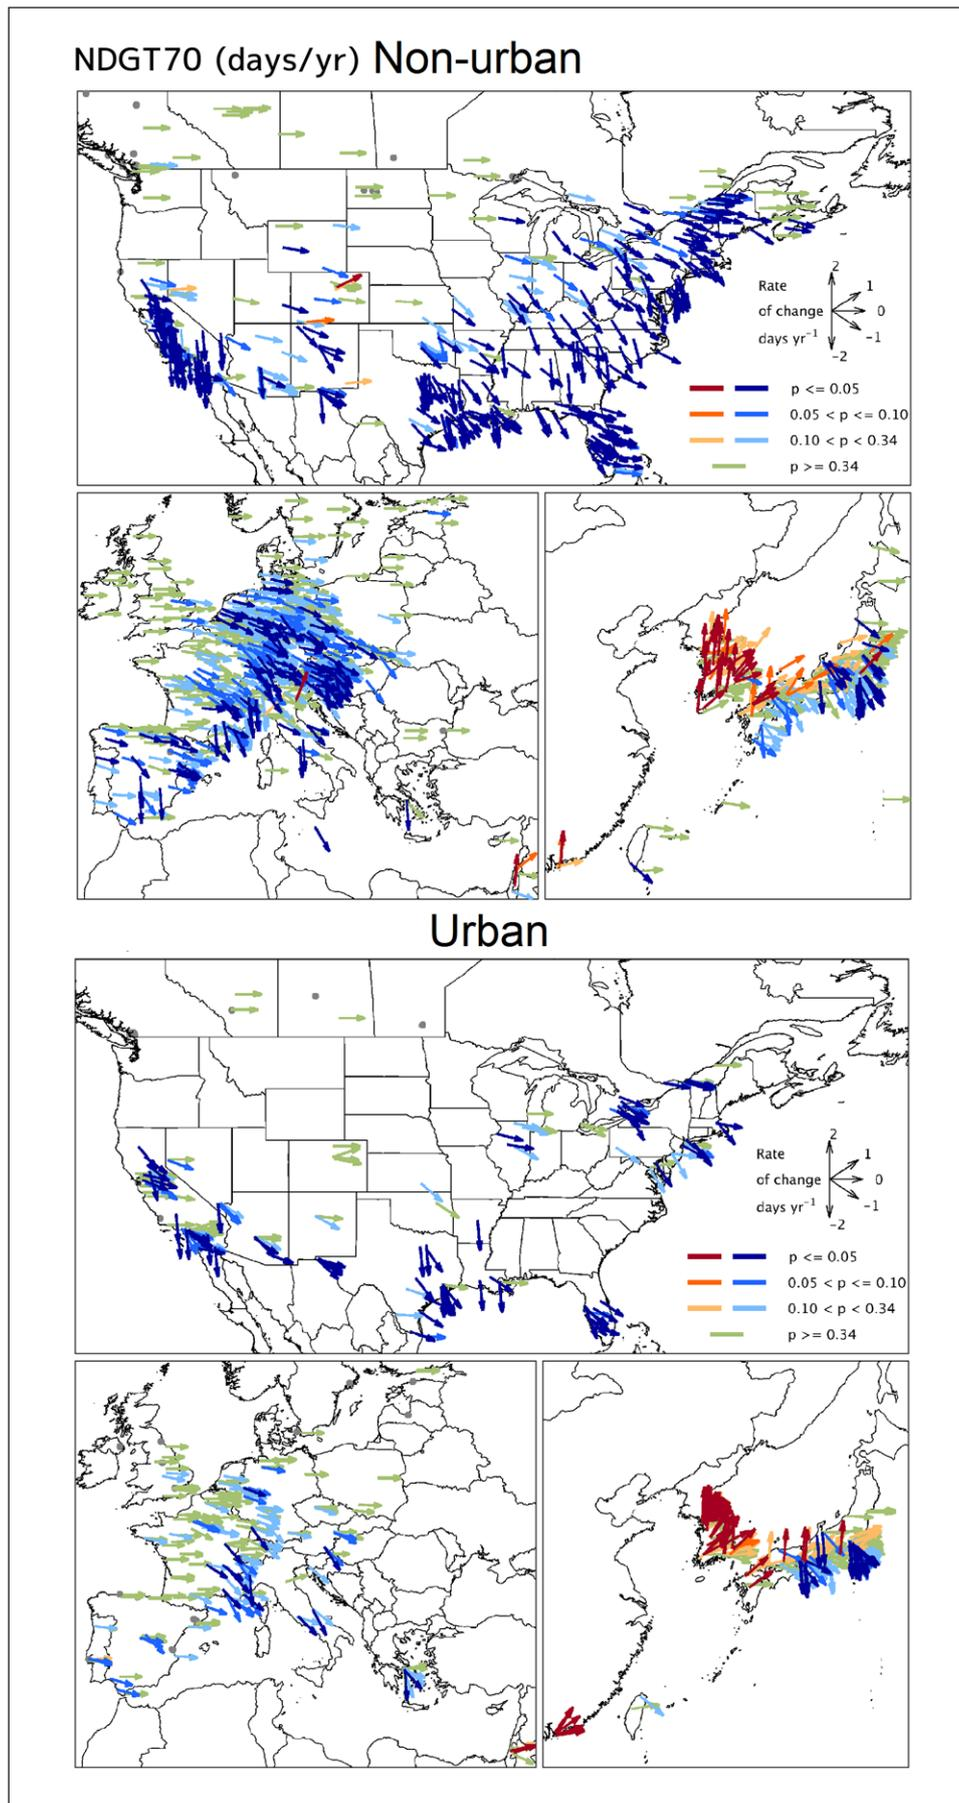 NDGT70 (days/yr) Non-urban
2
Rate
1
of change
0
days yr⁻¹
-1
-2
p <= 0.05
0.05 < p <= 0.10
0.10 < p < 0.34
p >= 0.34
Urban
2
Rate
1
of change
0
days yr⁻¹
-1
-2
p <= 0.05
0.05 < p <= 0.10
0.10 < p < 0.34
p >= 0.34